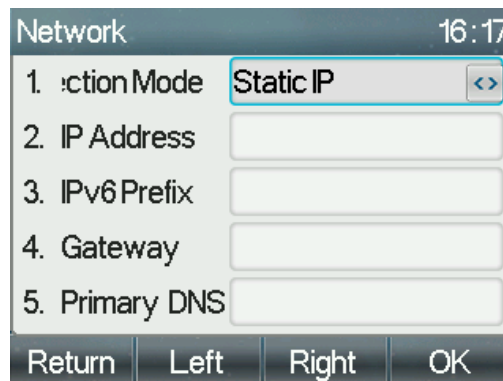 Network 16:17
1. ction Mode Static IP
2. IP Address
3. IPv6 Prefix
4. Gateway
5. Primary DNS
Return Left Right OK